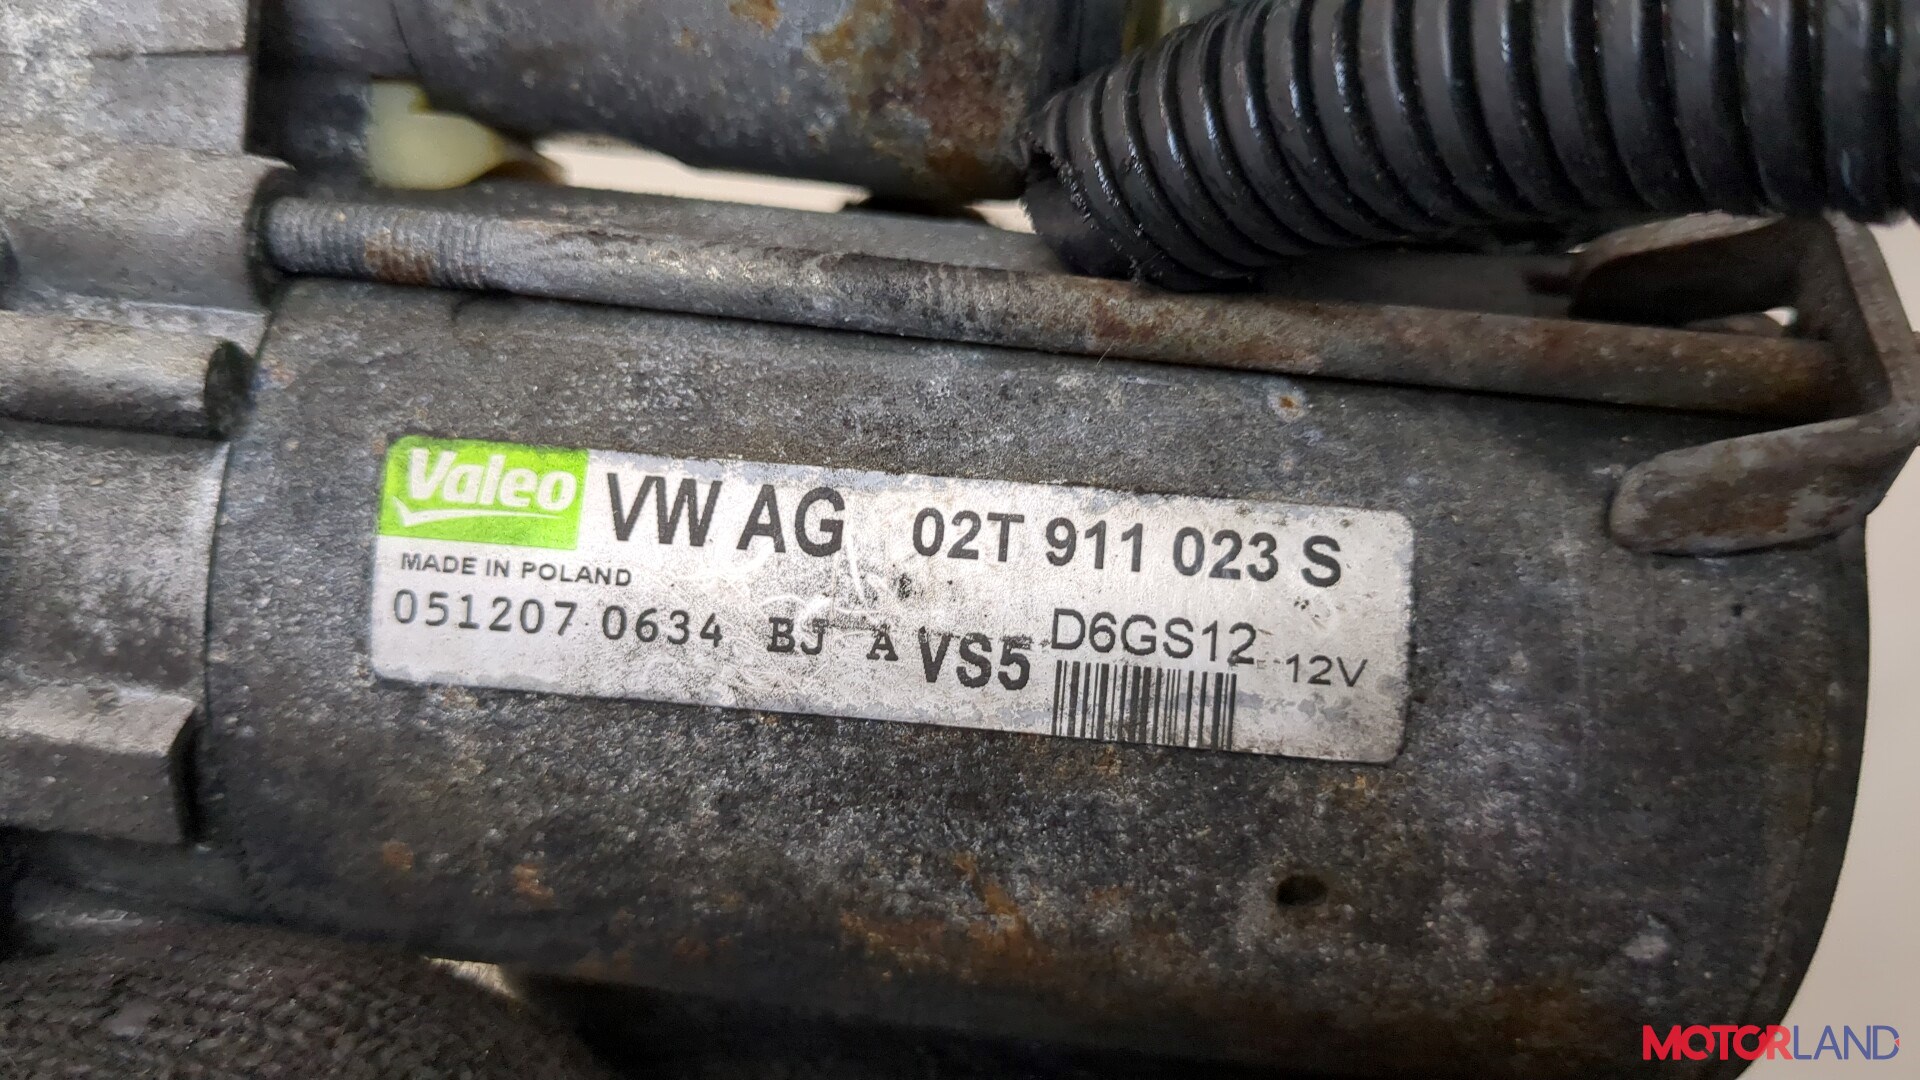 Valeo VW AG 02T 911 023 S
MADE IN POLAND
051207 0634 BJ A VS5 D6GS12 12V
MOTORLAND